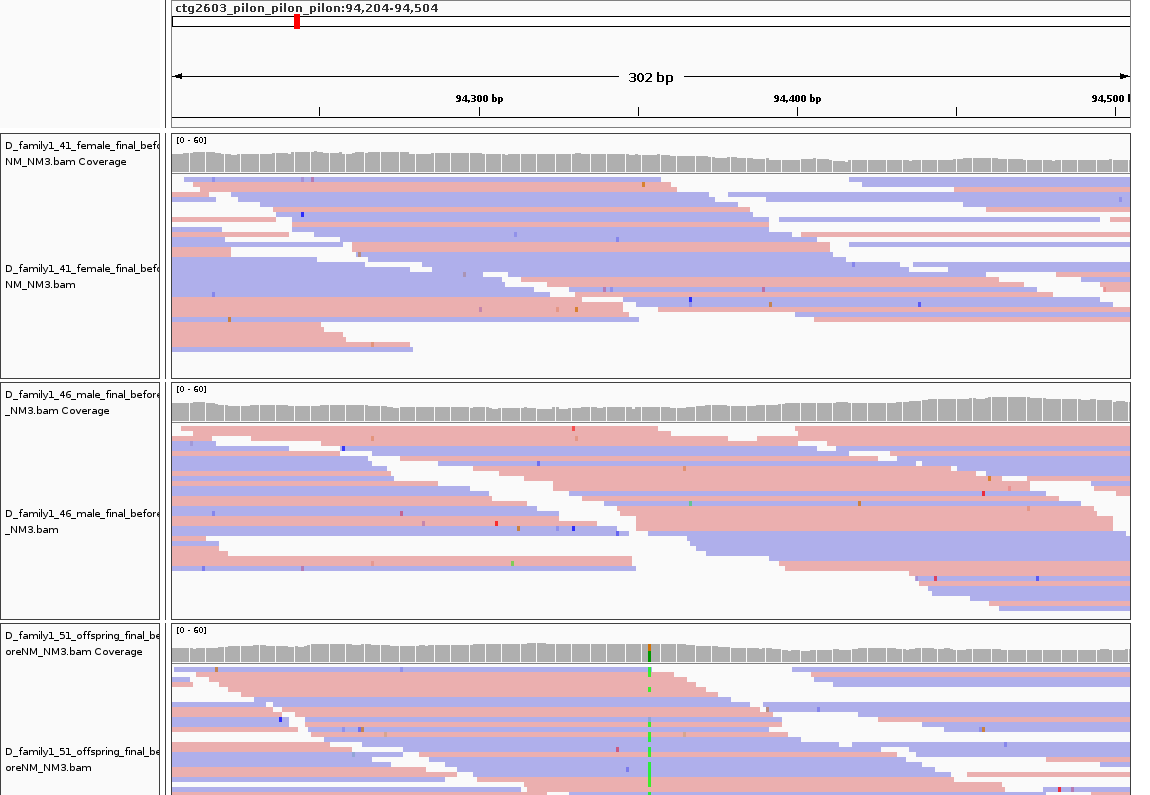 ctg2603_pilon_pilon_pilon:94,204-94,504
302 bp
94,300 bp 94,400 bp 94,500
D_family1_41_female_final_befo
NM_NM3.bam Coverage
[0 - 60]
D_family1_41_female_final_befo
NM_NM3.bam
D_family1_46_male_final_before
_NM3.bam Coverage
[0 - 60]
D_family1_46_male_final_before
_NM3.bam
D_family1_51_offspring_final_be
oreNM_NM3.bam Coverage
[0 - 60]
D_family1_51_offspring_final_be
oreNM_NM3.bam